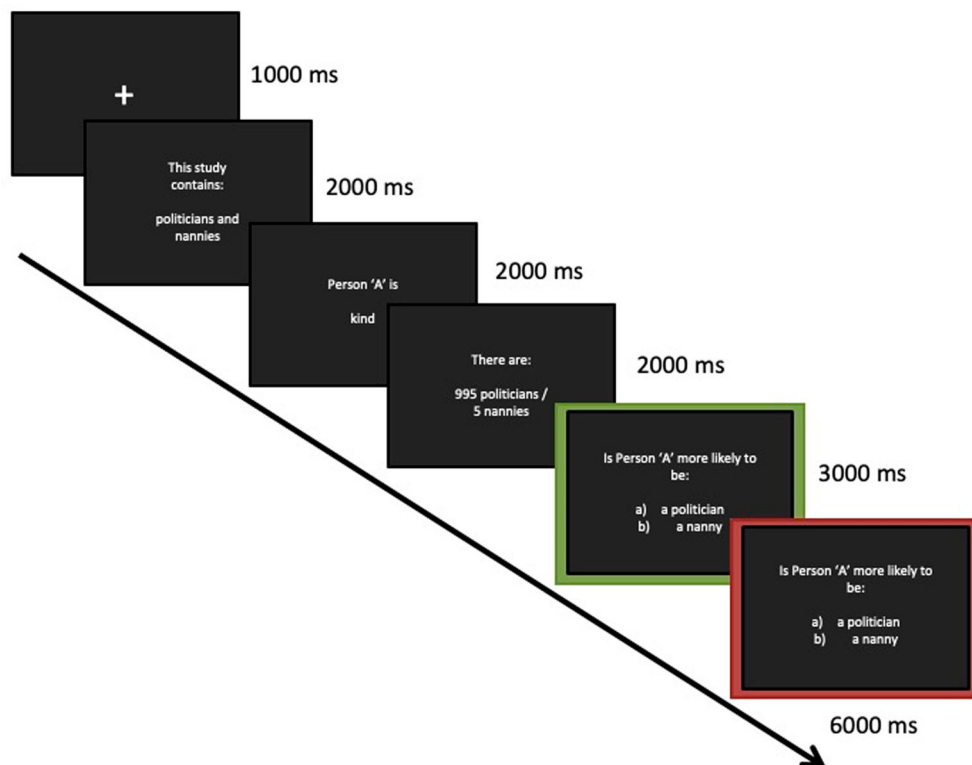 +
1000 ms
This study
contains:
politicians and
nannies
2000 ms
Person ‘A’ is
kind
2000 ms
There are:
995 politicians /
5 nannies
2000 ms
Is Person ‘A’ more likely to
be:
a) a politician
b) a nanny
3000 ms
Is Person ‘A’ more likely to
be:
a) a politician
b) a nanny
6000 ms